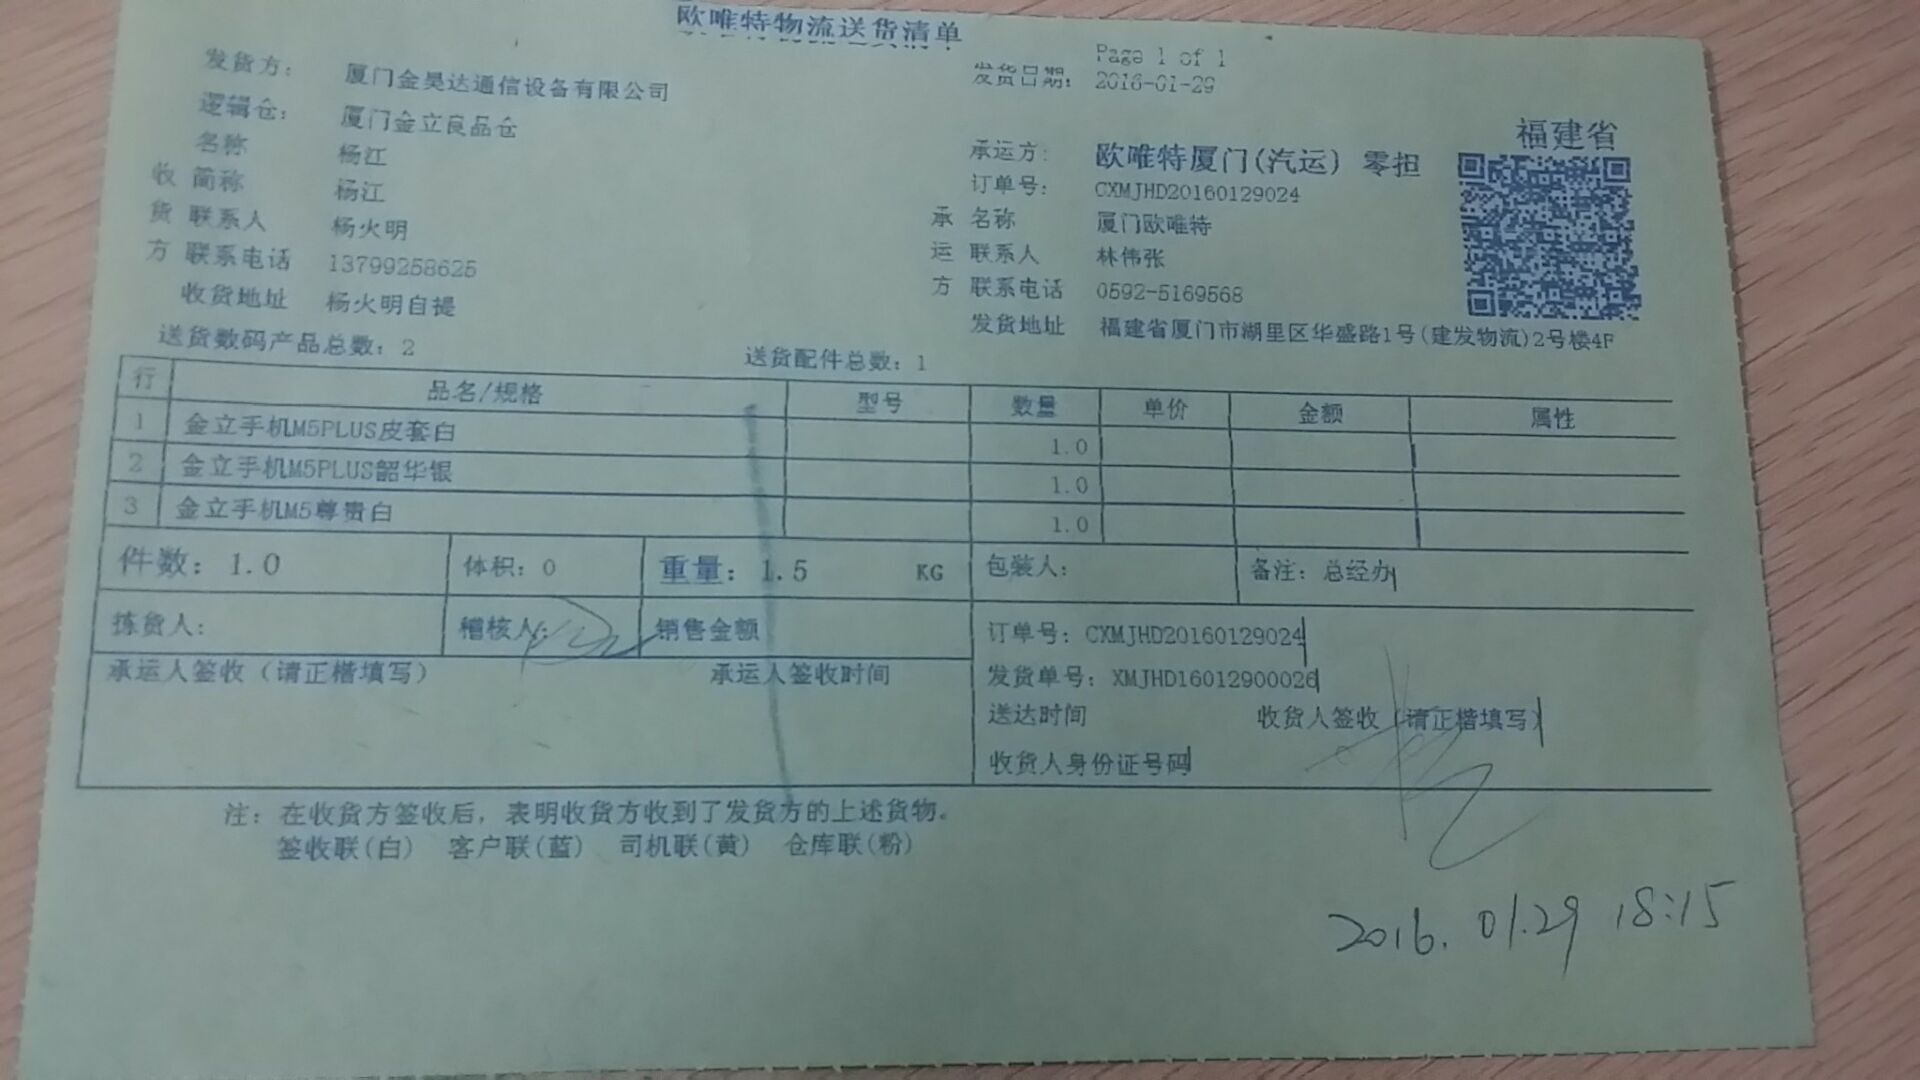 欧唯特物流送货清单
Page 1 of 1
发货方： 厦门金昊达通信设备有限公司 发货日期： 2016-01-29
逻辑仓： 厦门金立良品仓
福建省
名称 杨江 承运方： 欧唯特厦门(汽运) 零担
收 简称 杨江 订单号： CXMJHD20160129024
货 联系人 杨火明 承 名称 厦门欧唯特
方 联系电话 13799258625 运 联系人 林伟张
收货地址 杨火明自提 方 联系电话 0592-5169568
发货地址 福建省厦门市湖里区华盛路1号(建发物流)2号楼4F
送货数码产品总数：2 送货配件总数：1
行 品名/规格 型号 数量 单价 金额 属性
1 金立手机M5PLUS皮套白 1.0
2 金立手机M5PLUS韶华银 1.0
3 金立手机M5尊贵白 1.0
件数：1.0 体积：0 重量：1.5 KG 包装人： 备注：总经办
拣货人： 稽核人： 销售金额 订单号：CXMJHD20160129024
承运人签收（请正楷填写） 承运人签收时间 发货单号：XMJHD16012900026
送达时间 收货人签收（请正楷填写）
收货人身份证号码
注：在收货方签收后，表明收货方收到了发货方的上述货物。
签收联(白) 客户联(蓝) 司机联(黄) 仓库联(粉)
2016.01.29 18:15